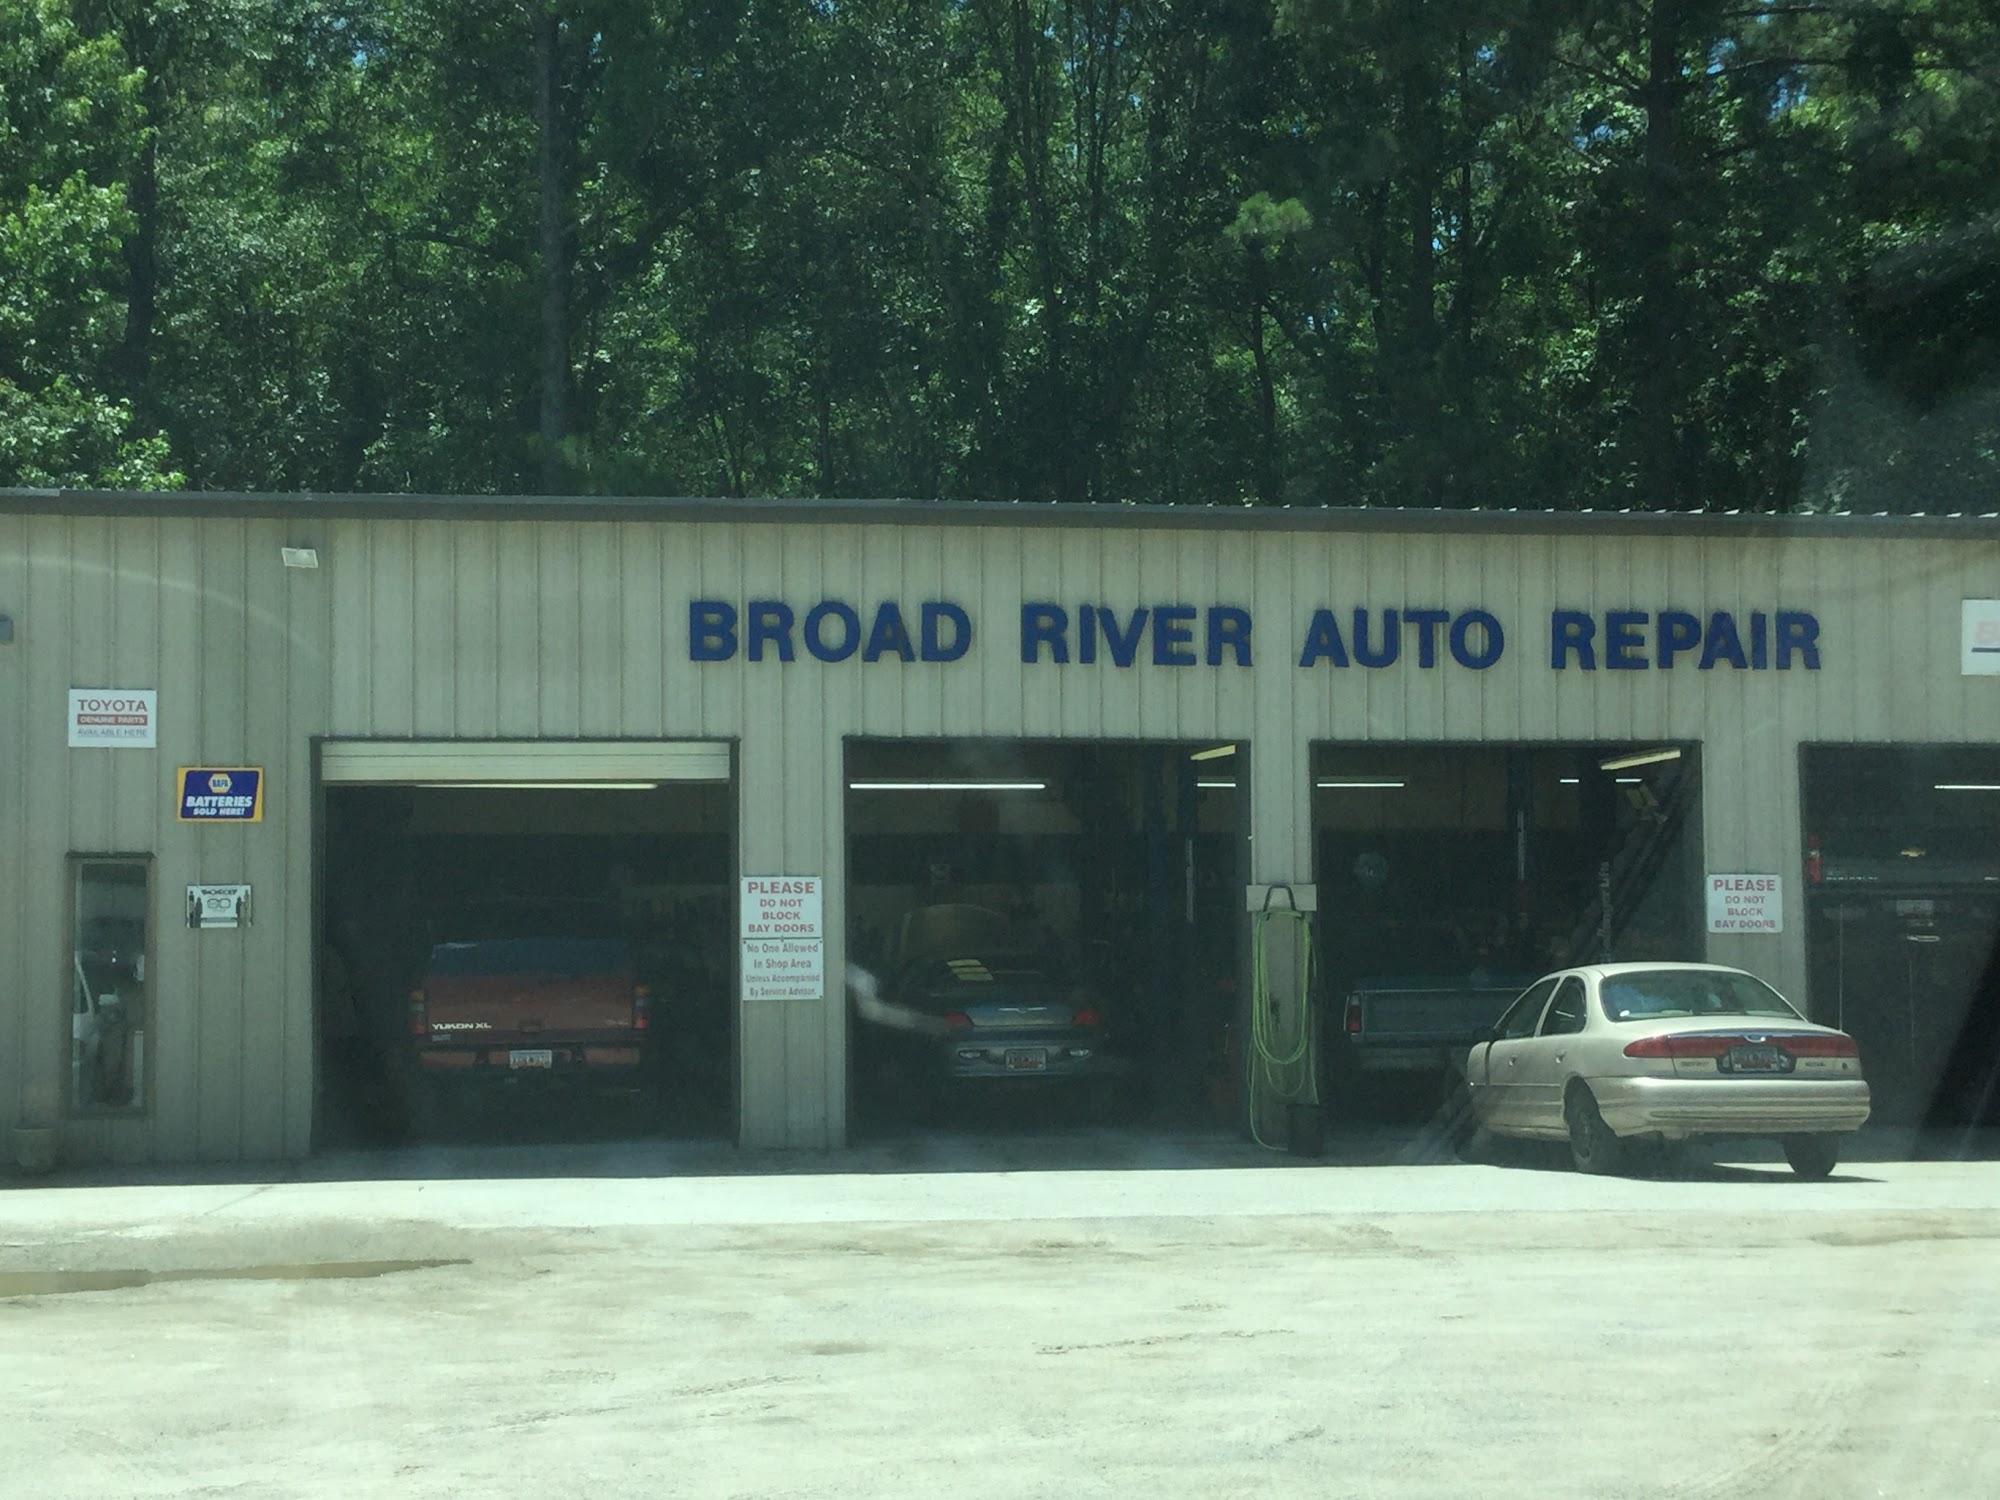 BROAD RIVER AUTO REPAIR
TOYOTA
GENUINE PARTS
AVAILABLE HERE
NAPA
BATTERIES
SOLD HERE!
PLEASE
DO NOT
BLOCK
BAY DOORS
No One Allowed
In Shop Area
Unless Accompanied
By Service Advisor.
YUKON XL
PLEASE
DO NOT
BLOCK
BAY DOORS